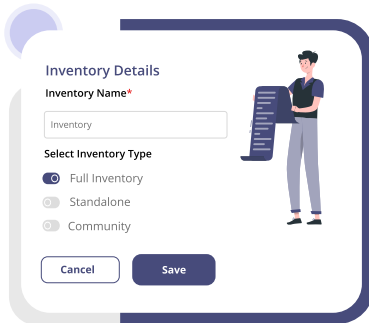 Inventory Details
Inventory Name*
Inventory
Select Inventory Type
Full Inventory
Standalone
Community
Cancel Save